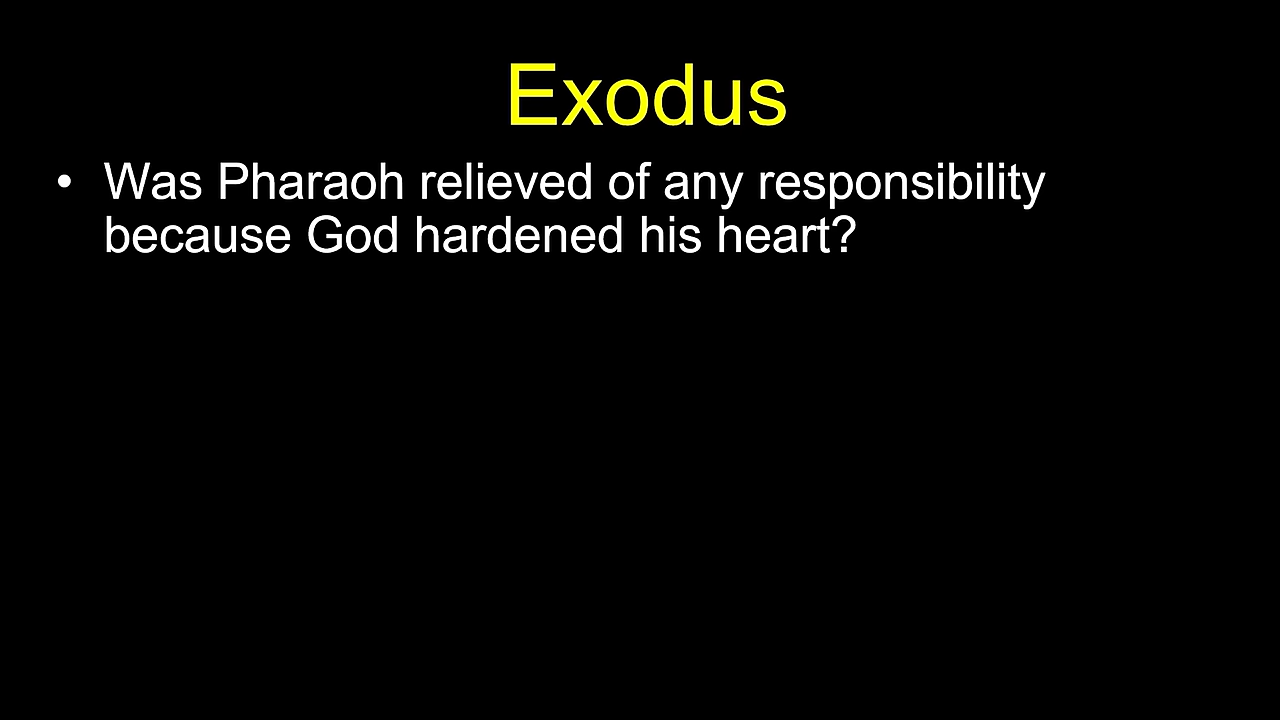 Exodus
• Was Pharaoh relieved of any responsibility
because God hardened his heart?